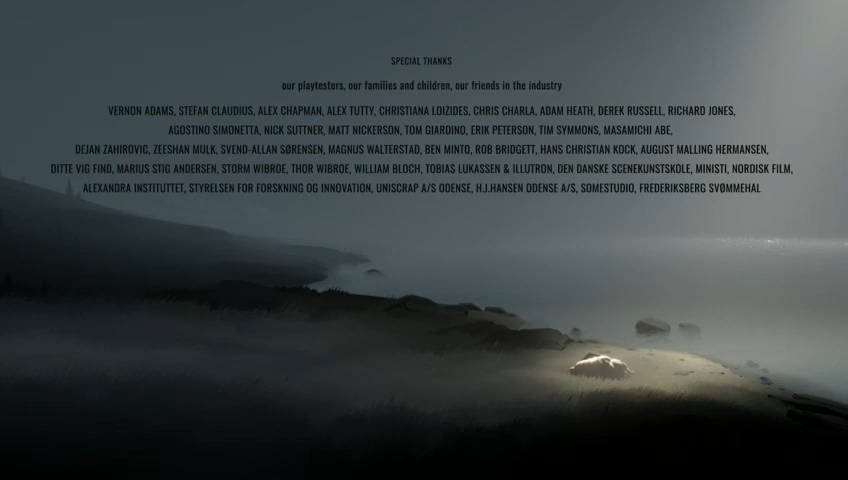 SPECIAL THANKS
our playtesters, our families and children, our friends in the industry
VERNON ADAMS, STEFAN CLAUDIUS, ALEX CHAPMAN, ALEX TUTTY, CHRISTIANA LOIZIDES, CHRIS CHARLA, ADAM HEATH, DEREK RUSSELL, RICHARD JONES,
AGOSTINO SIMONETTA, NICK SUTTNER, MATT NICKERSON, TOM GIARDINO, ERIK PETERSON, TIM SYMMONS, MASAMICHI ABE,
DEJAN ZAHIROVIC, ZEESHAN MULK, SVEND-ALLAN SØRENSEN, MAGNUS WALTERSTAD, BEN MINTO, ROB BRIDGETT, HANS CHRISTIAN KOCK, AUGUST MALLING HERMANSEN,
DITTE VIG FIND, MARIUS STIG ANDERSEN, STORM WIBROE, THOR WIBROE, WILLIAM BLOCH, TOBIAS LUKASSEN & ILLUTRON, DEN DANSKE SCENEKUNSTSKOLE, MINISTI, NORDISK FILM,
ALEXANDRA INSTITUTTET, STYRELSEN FOR FORSKNING OG INNOVATION, UNISCRAP A/S ODENSE, H.J.HANSEN ODENSE A/S, SOMESTUDIO, FREDERIKSBERG SVØMMEHAL